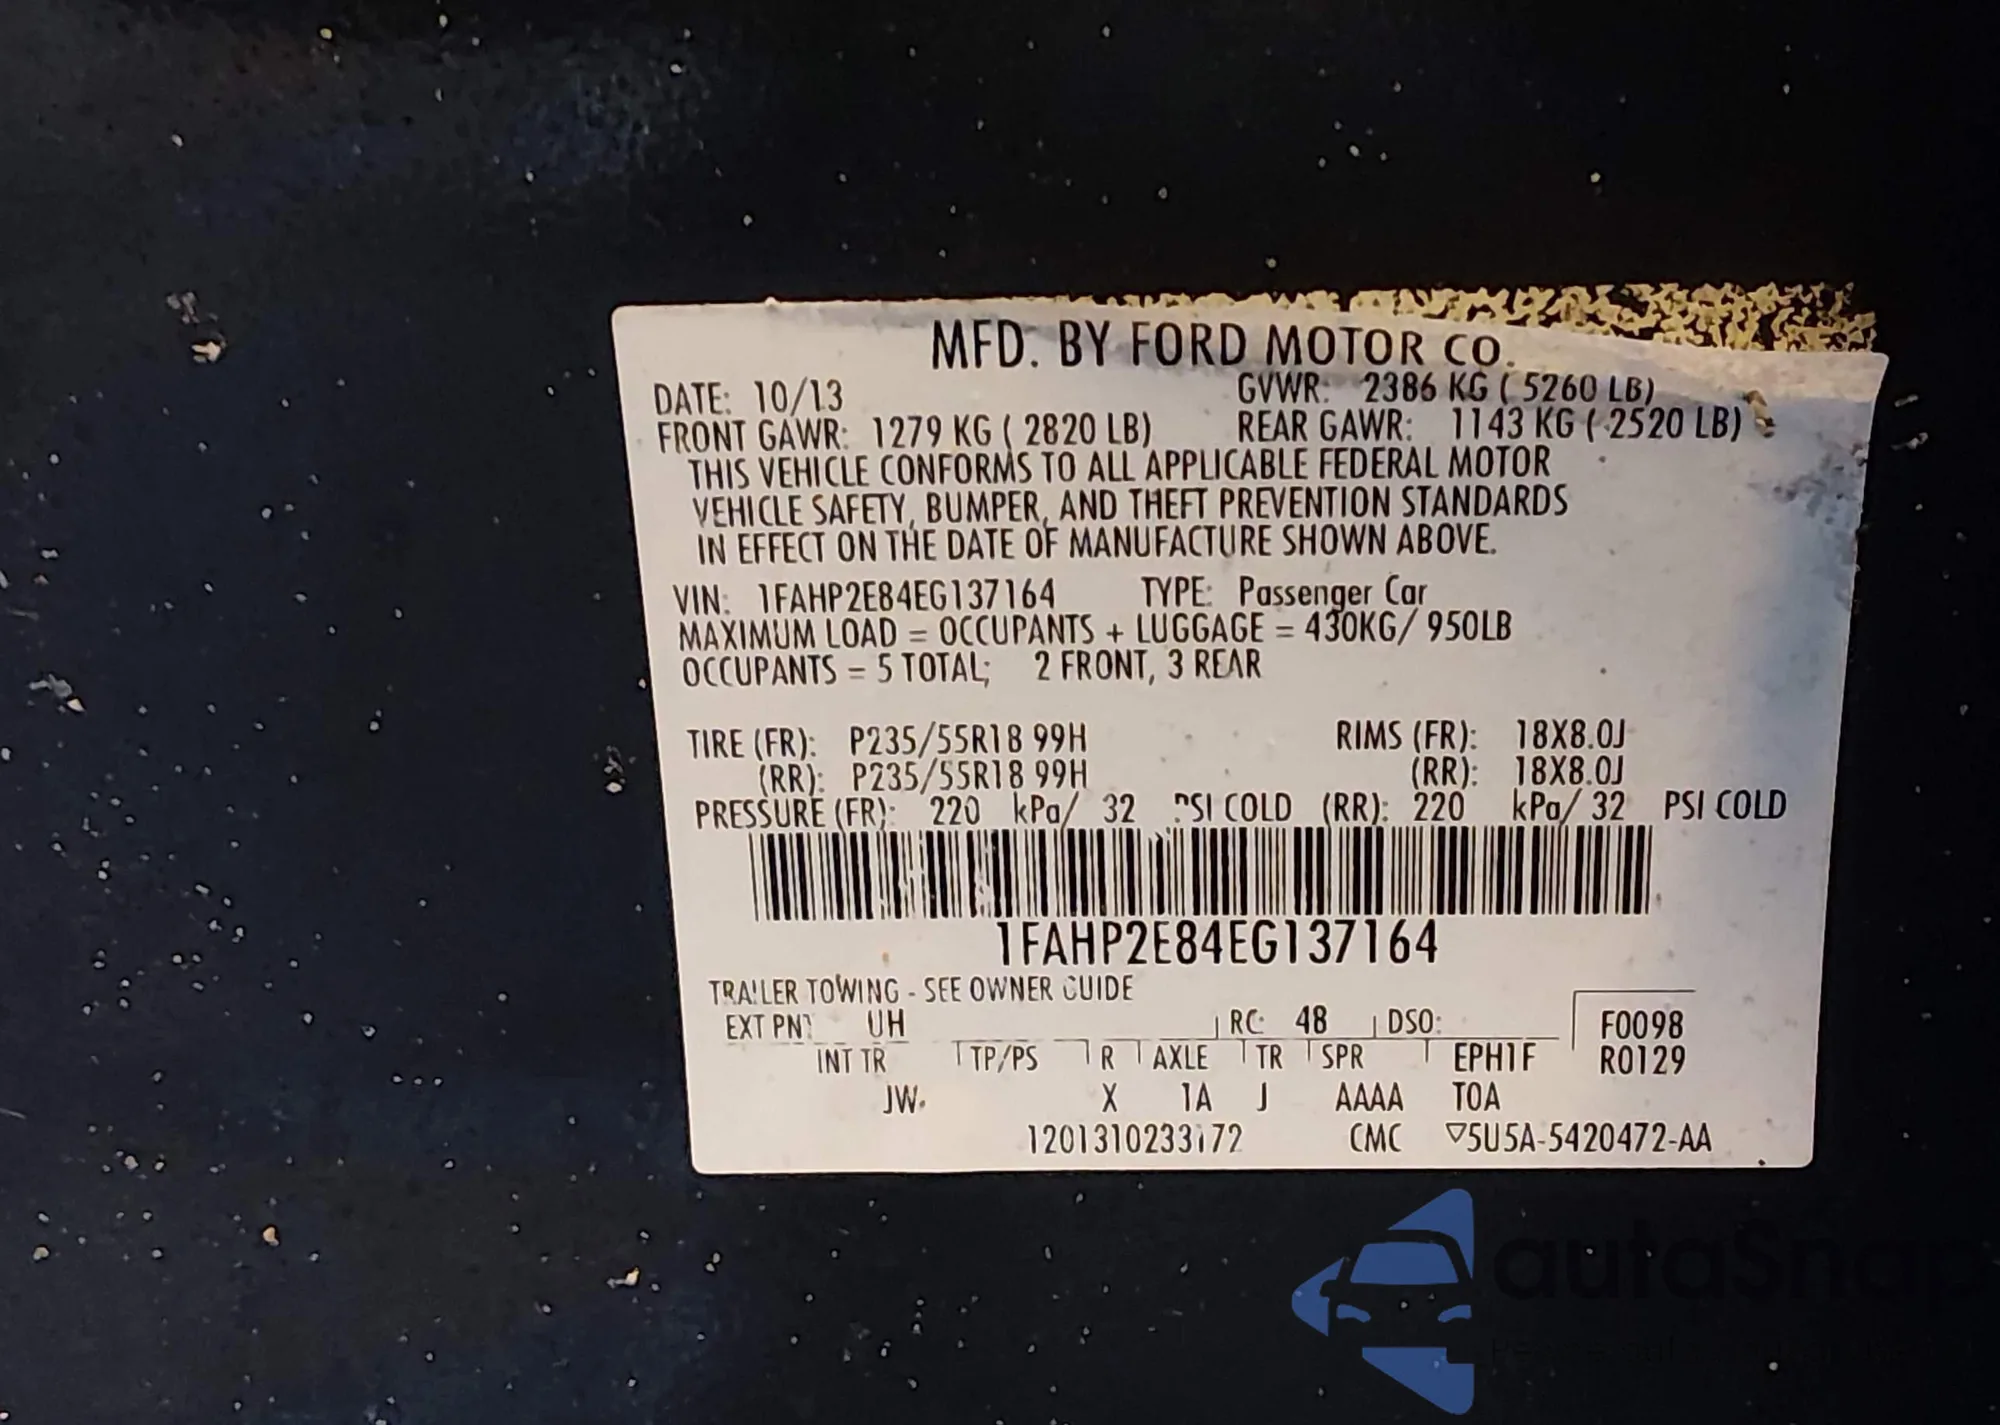 MFD. BY FORD MOTOR CO.
DATE: 10/13 GVWR: 2386 KG ( 5260 LB)
FRONT GAWR: 1279 KG ( 2820 LB) REAR GAWR: 1143 KG ( 2520 LB)
THIS VEHICLE CONFORMS TO ALL APPLICABLE FEDERAL MOTOR
VEHICLE SAFETY, BUMPER, AND THEFT PREVENTION STANDARDS
IN EFFECT ON THE DATE OF MANUFACTURE SHOWN ABOVE.
VIN: 1FAHP2E84EG137164 TYPE: Passenger Car
MAXIMUM LOAD = OCCUPANTS + LUGGAGE = 430KG/ 950LB
OCCUPANTS = 5 TOTAL; 2 FRONT, 3 REAR
TIRE (FR): P235/55R18 99H RIMS (FR): 18X8.0J
(RR): P235/55R18 99H (RR): 18X8.0J
PRESSURE (FR): 220 kPa/ 32 PSI COLD (RR): 220 kPa/ 32 PSI COLD
1FAHP2E84EG137164
TRAILER TOWING - SEE OWNER GUIDE
EXT PNT: UH RC: 48 DSO: F0098
INT TR TP/PS R AXLE TR SPR EPH1F R0129
JW X 1A J AAAA T0A
1201310233172 CMC ▽5U5A-5420472-AA
autaSnap